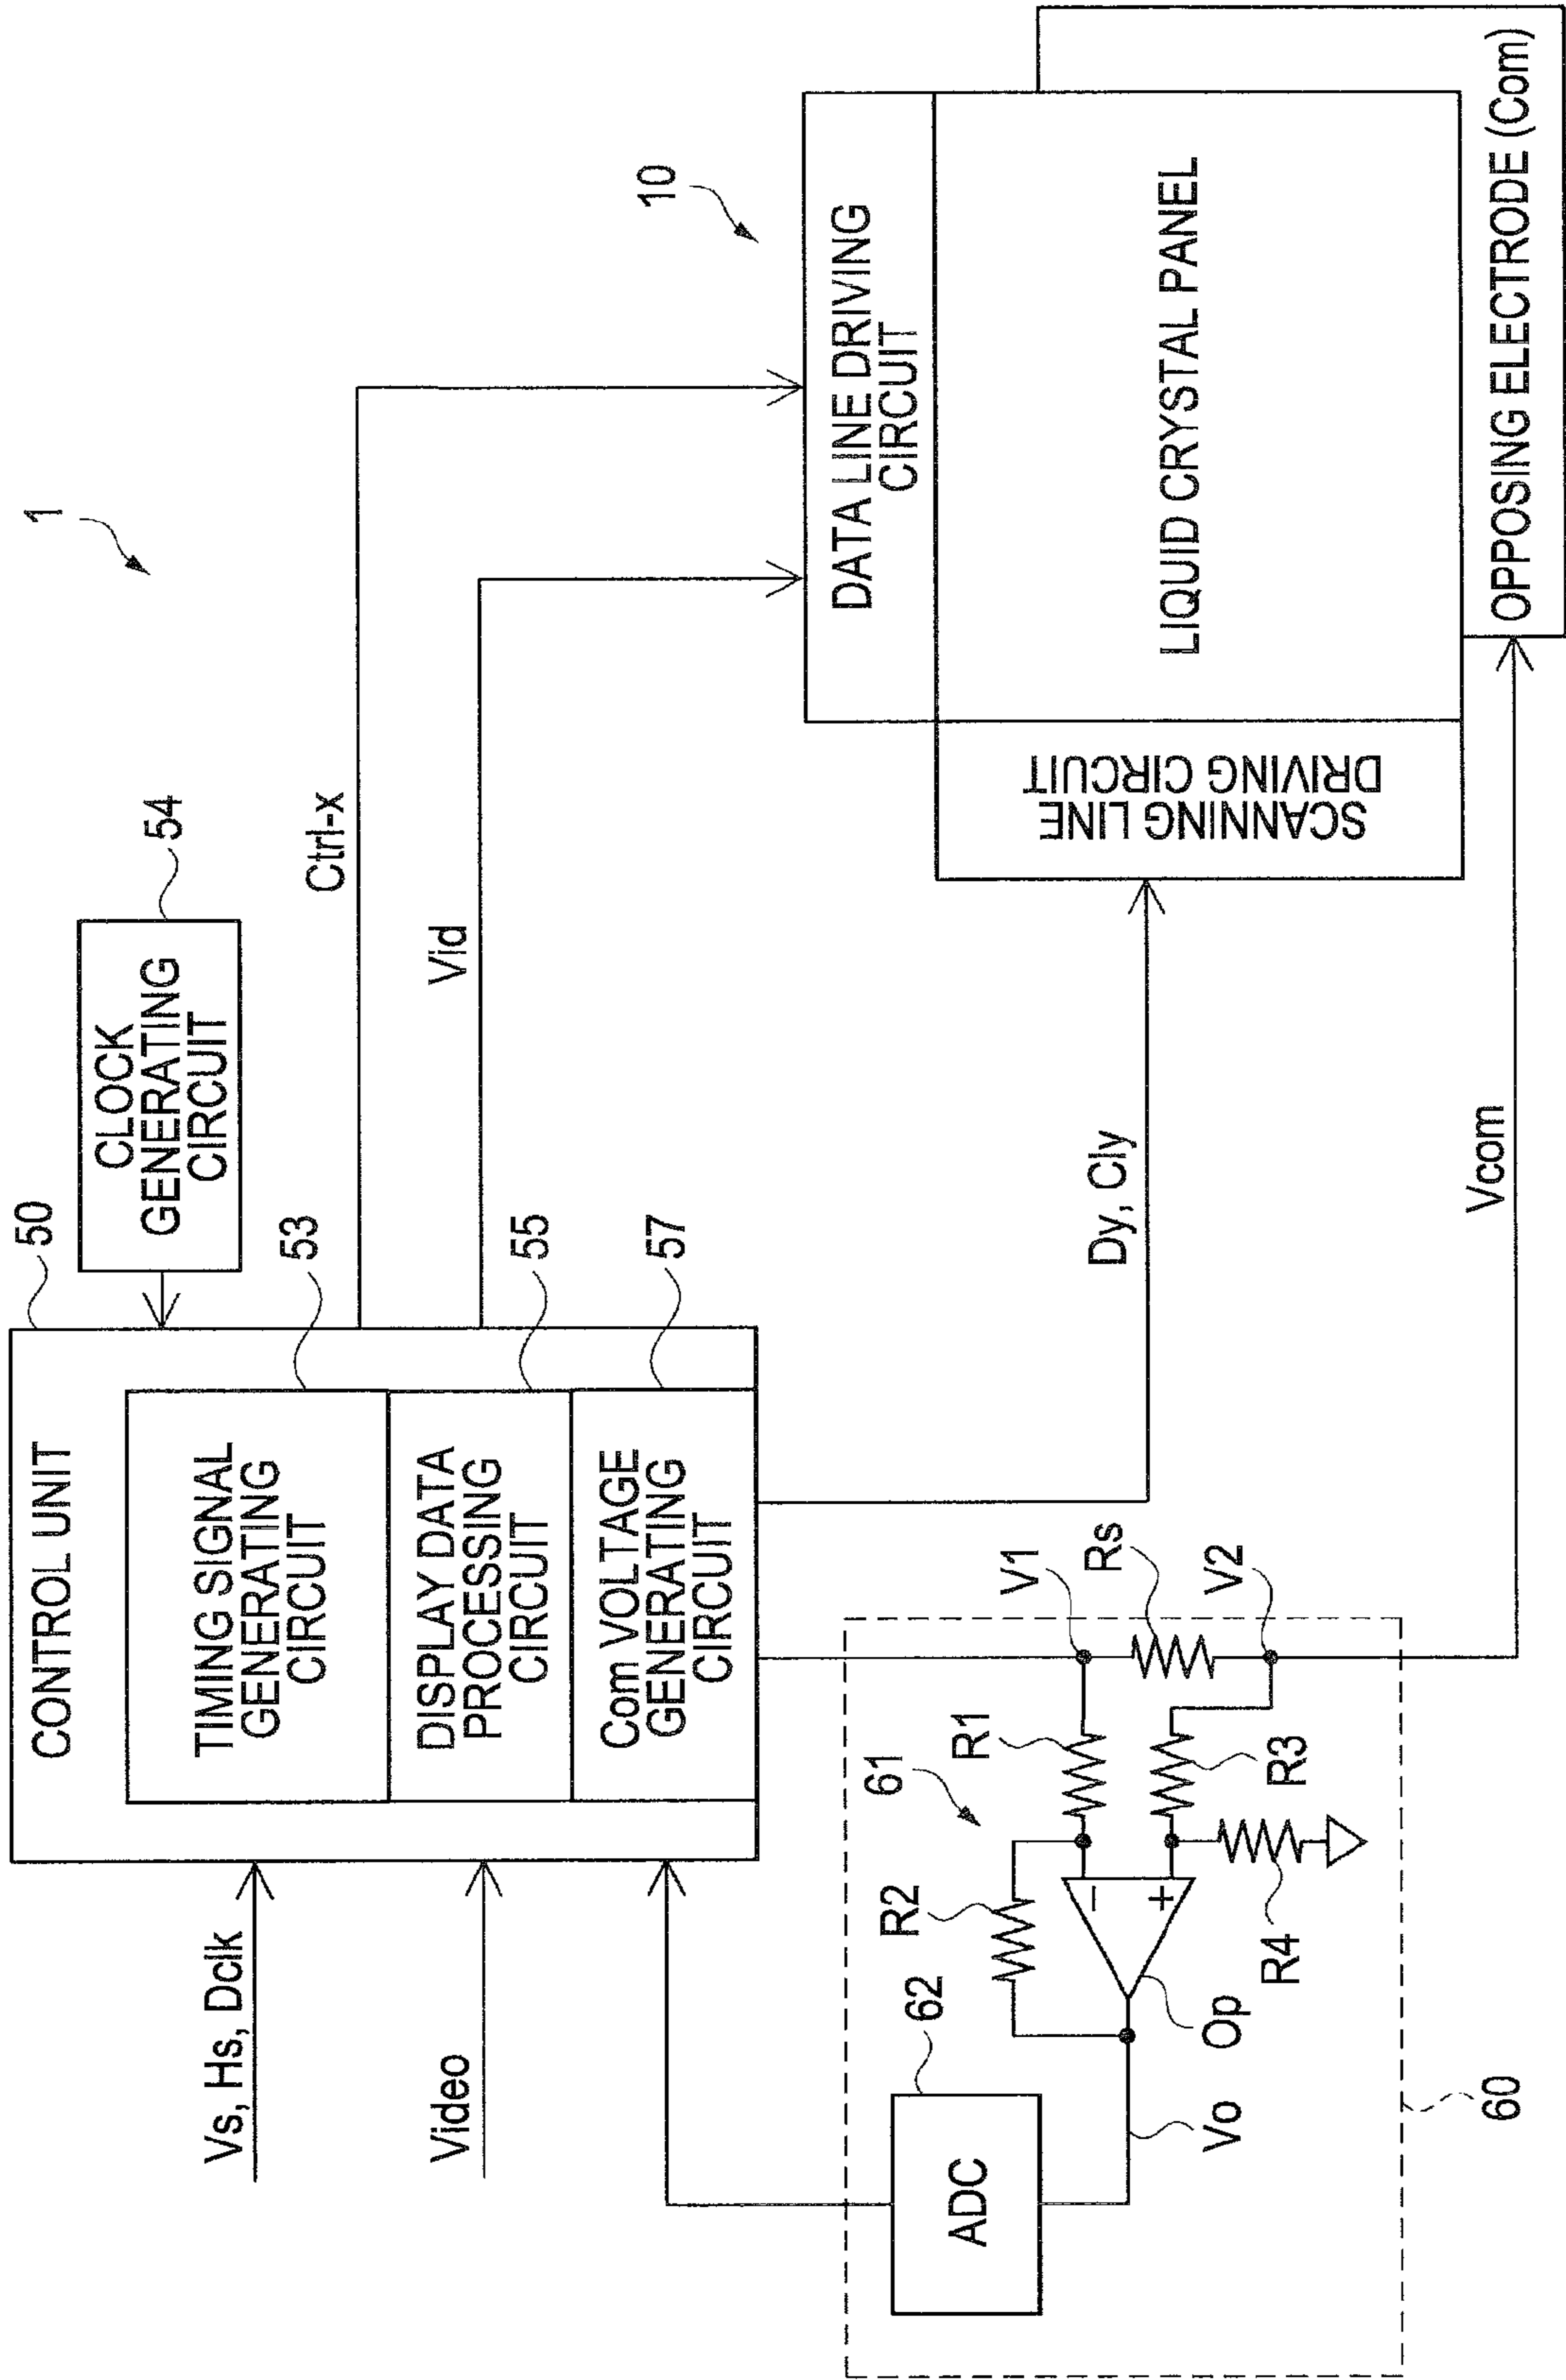 1
50
CONTROL UNIT
TIMING SIGNAL
GENERATING
CIRCUIT
53
DISPLAY DATA
PROCESSING
CIRCUIT
55
Com VOLTAGE
GENERATING
CIRCUIT
57
CLOCK
GENERATING
CIRCUIT
54
Vs, Hs, Dclk
Video
Ctrl-x
Vid
10
DATA LINE DRIVING
CIRCUIT
LIQUID CRYSTAL PANEL
SCANNING LINE
DRIVING CIRCUIT
OPPOSING ELECTRODE (Com)
Dy, Cly
Vcom
V1
Rs
V2
R1
R3
61
R2
R4
−
+
Op
62
ADC
Vo
60